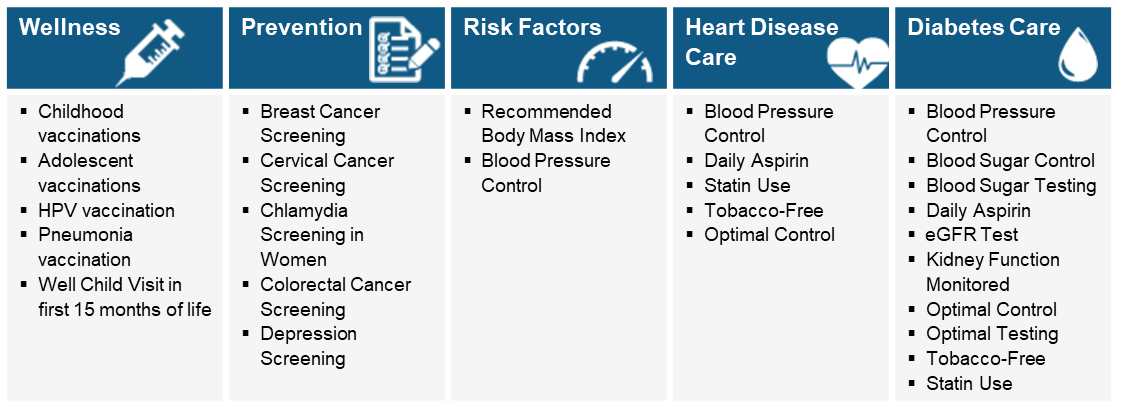 Wellness
▪ Childhood
vaccinations
▪ Adolescent
vaccinations
▪ HPV vaccination
▪ Pneumonia
vaccination
▪ Well Child Visit in
first 15 months of life
Prevention
▪ Breast Cancer
Screening
▪ Cervical Cancer
Screening
▪ Chlamydia
Screening in
Women
▪ Colorectal Cancer
Screening
▪ Depression
Screening
Risk Factors
▪ Recommended
Body Mass Index
▪ Blood Pressure
Control
Heart Disease
Care
▪ Blood Pressure
Control
▪ Daily Aspirin
▪ Statin Use
▪ Tobacco-Free
▪ Optimal Control
Diabetes Care
▪ Blood Pressure
Control
▪ Blood Sugar Control
▪ Blood Sugar Testing
▪ Daily Aspirin
▪ eGFR Test
▪ Kidney Function
Monitored
▪ Optimal Control
▪ Optimal Testing
▪ Tobacco-Free
▪ Statin Use